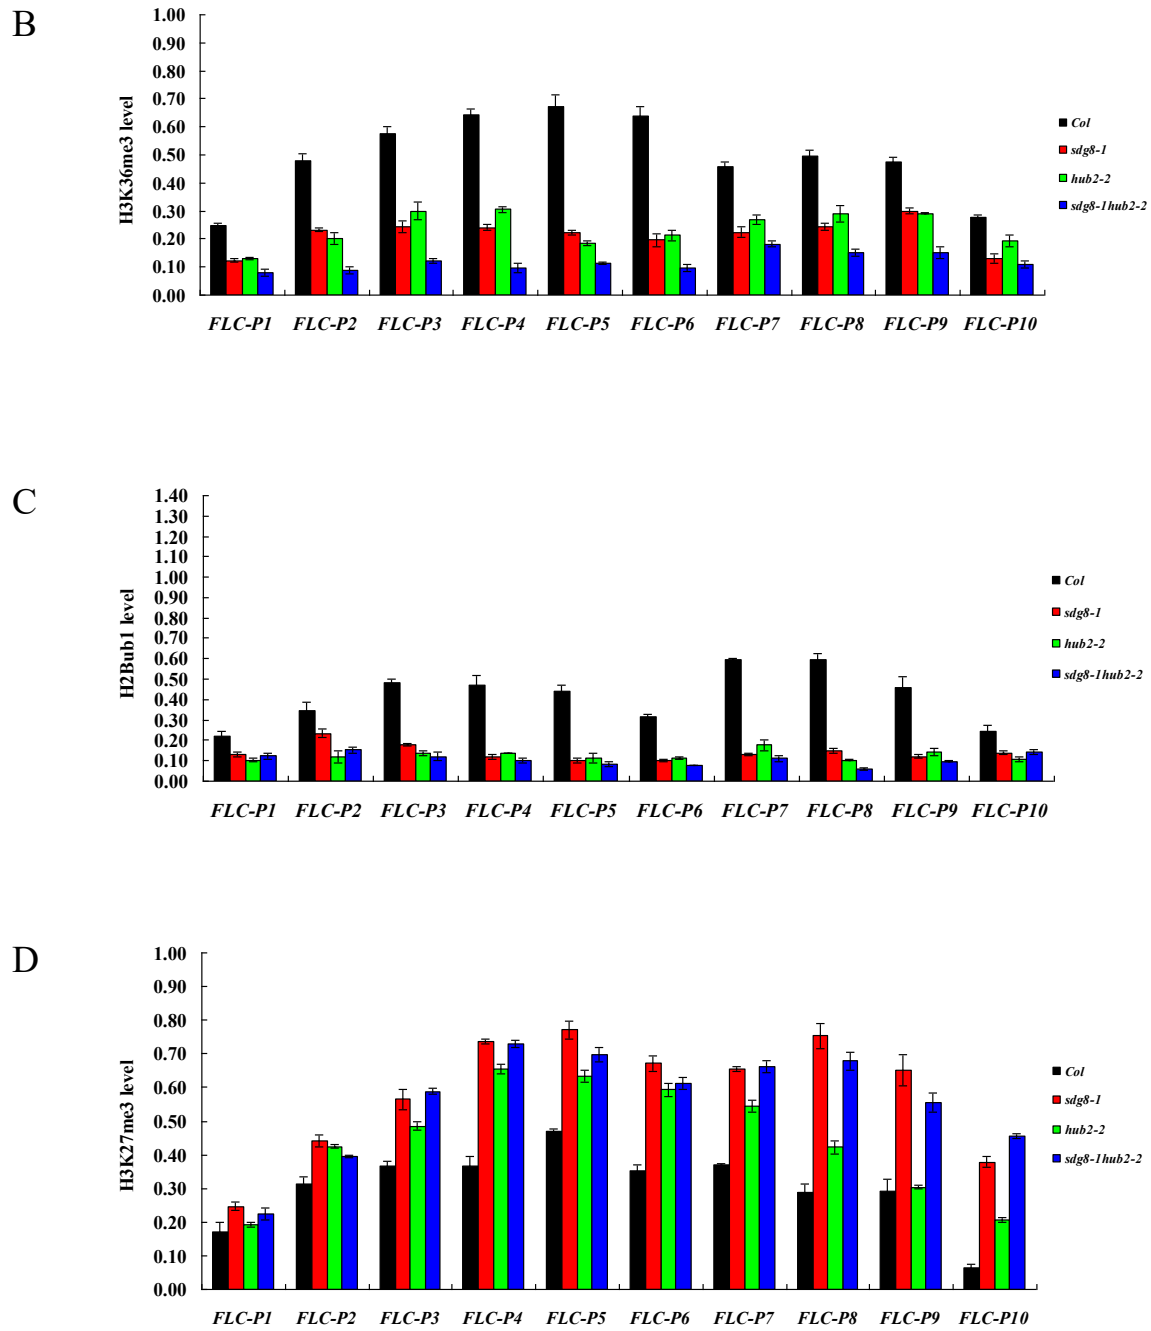 B
1.00
0.90
0.80
0.70
0.60
0.50
0.40
0.30
0.20
0.10
0.00
H3K36me3 level
FLC-P1 FLC-P2 FLC-P3 FLC-P4 FLC-P5 FLC-P6 FLC-P7 FLC-P8 FLC-P9 FLC-P10
Col
sdg8-1
hub2-2
sdg8-1hub2-2
C
1.40
1.30
1.20
1.10
1.00
0.90
0.80
0.70
0.60
0.50
0.40
0.30
0.20
0.10
0.00
H2Bub1 level
FLC-P1 FLC-P2 FLC-P3 FLC-P4 FLC-P5 FLC-P6 FLC-P7 FLC-P8 FLC-P9 FLC-P10
Col
sdg8-1
hub2-2
sdg8-1hub2-2
D
1.00
0.90
0.80
0.70
0.60
0.50
0.40
0.30
0.20
0.10
0.00
H3K27me3 level
FLC-P1 FLC-P2 FLC-P3 FLC-P4 FLC-P5 FLC-P6 FLC-P7 FLC-P8 FLC-P9 FLC-P10
Col
sdg8-1
hub2-2
sdg8-1hub2-2